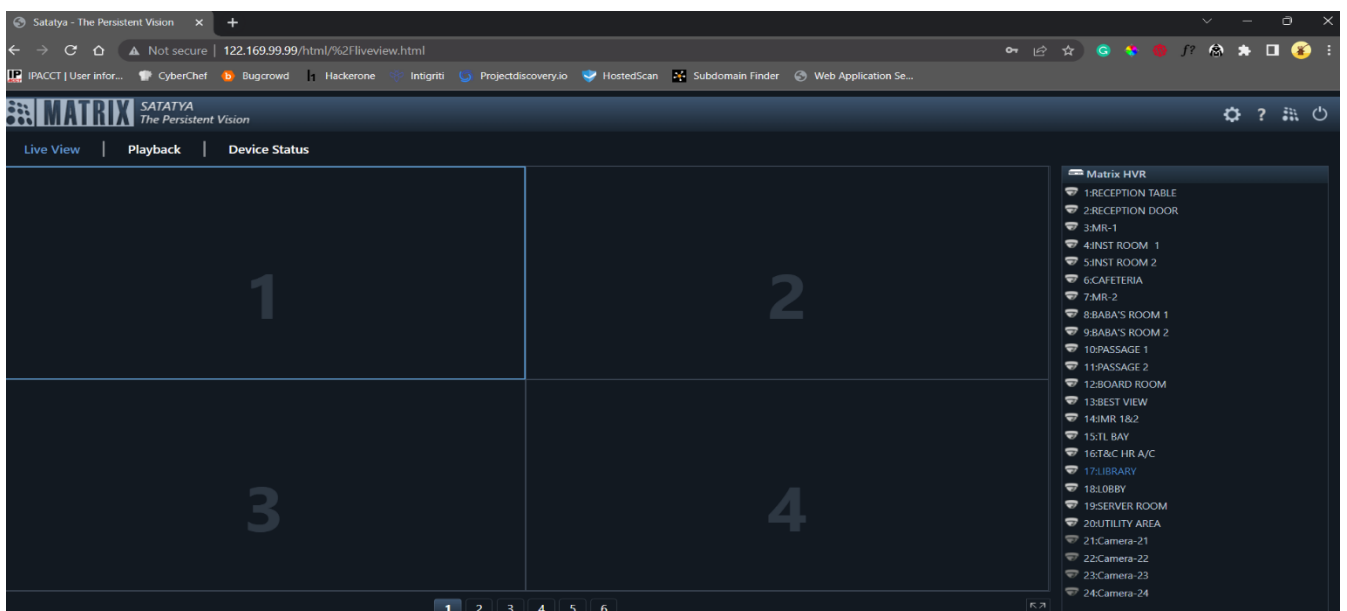 Satatya - The Persistent Vision
Not secure | 122.169.99.99/html/%2Fliveview.html
IPACCT | User infor... CyberChef Bugcrowd Hackerone Intigriti Projectdiscovery.io HostedScan Subdomain Finder Web Application Se...
MATRIX SATATYA
The Persistent Vision
Live View | Playback | Device Status
1
2
3
4
Matrix HVR
1:RECEPTION TABLE
2:RECEPTION DOOR
3:MR-1
4:INST ROOM 1
5:INST ROOM 2
6:CAFETERIA
7:MR-2
8:BABA'S ROOM 1
9:BABA'S ROOM 2
10:PASSAGE 1
11:PASSAGE 2
12:BOARD ROOM
13:BEST VIEW
14:IMR 1&2
15:TL BAY
16:T&C HR A/C
17:LIBRARY
18:LOBBY
19:SERVER ROOM
20:UTILITY AREA
21:Camera-21
22:Camera-22
23:Camera-23
24:Camera-24
1 2 3 4 5 6